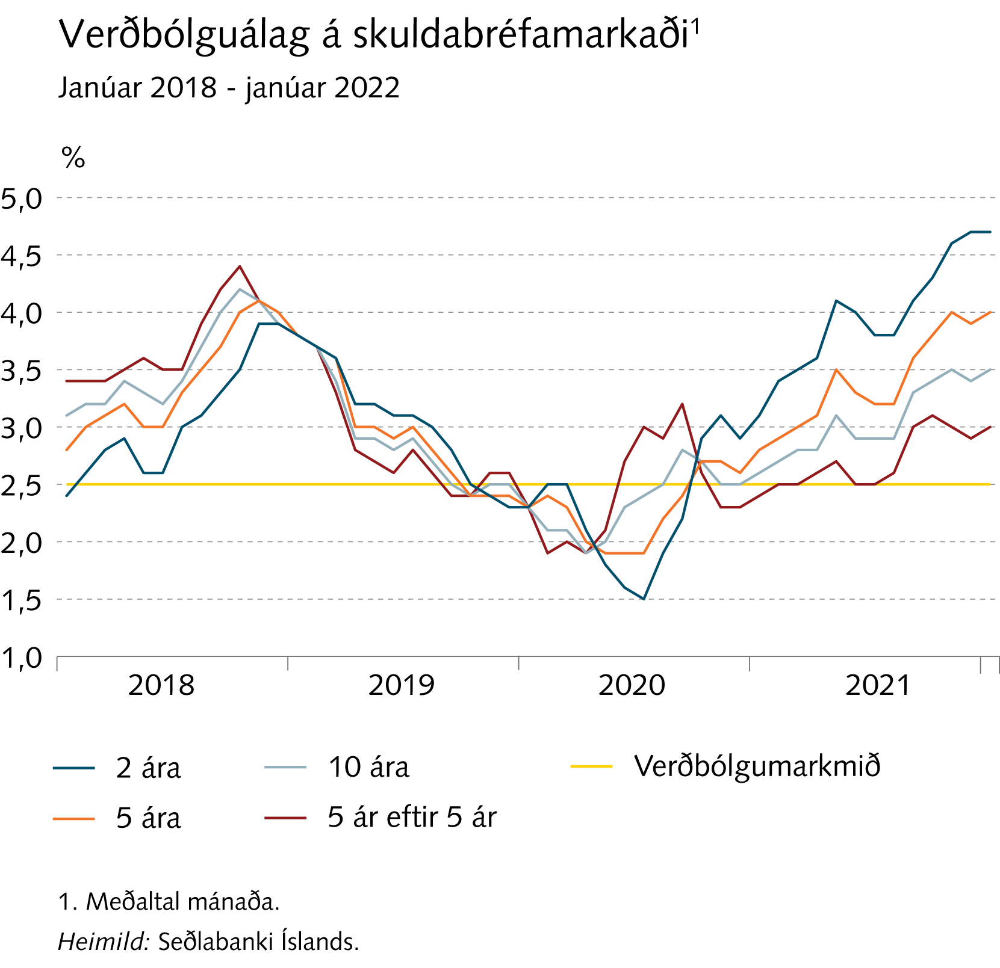 Verðbólguálag á skuldabréfamarkaði¹
Janúar 2018 - janúar 2022
%
5,0
4,5
4,0
3,5
3,0
2,5
2,0
1,5
1,0
2018 2019 2020 2021
2 ára 10 ára Verðbólgumarkmið
5 ára 5 ár eftir 5 ár
1. Meðaltal mánaða.
Heimild: Seðlabanki Íslands.